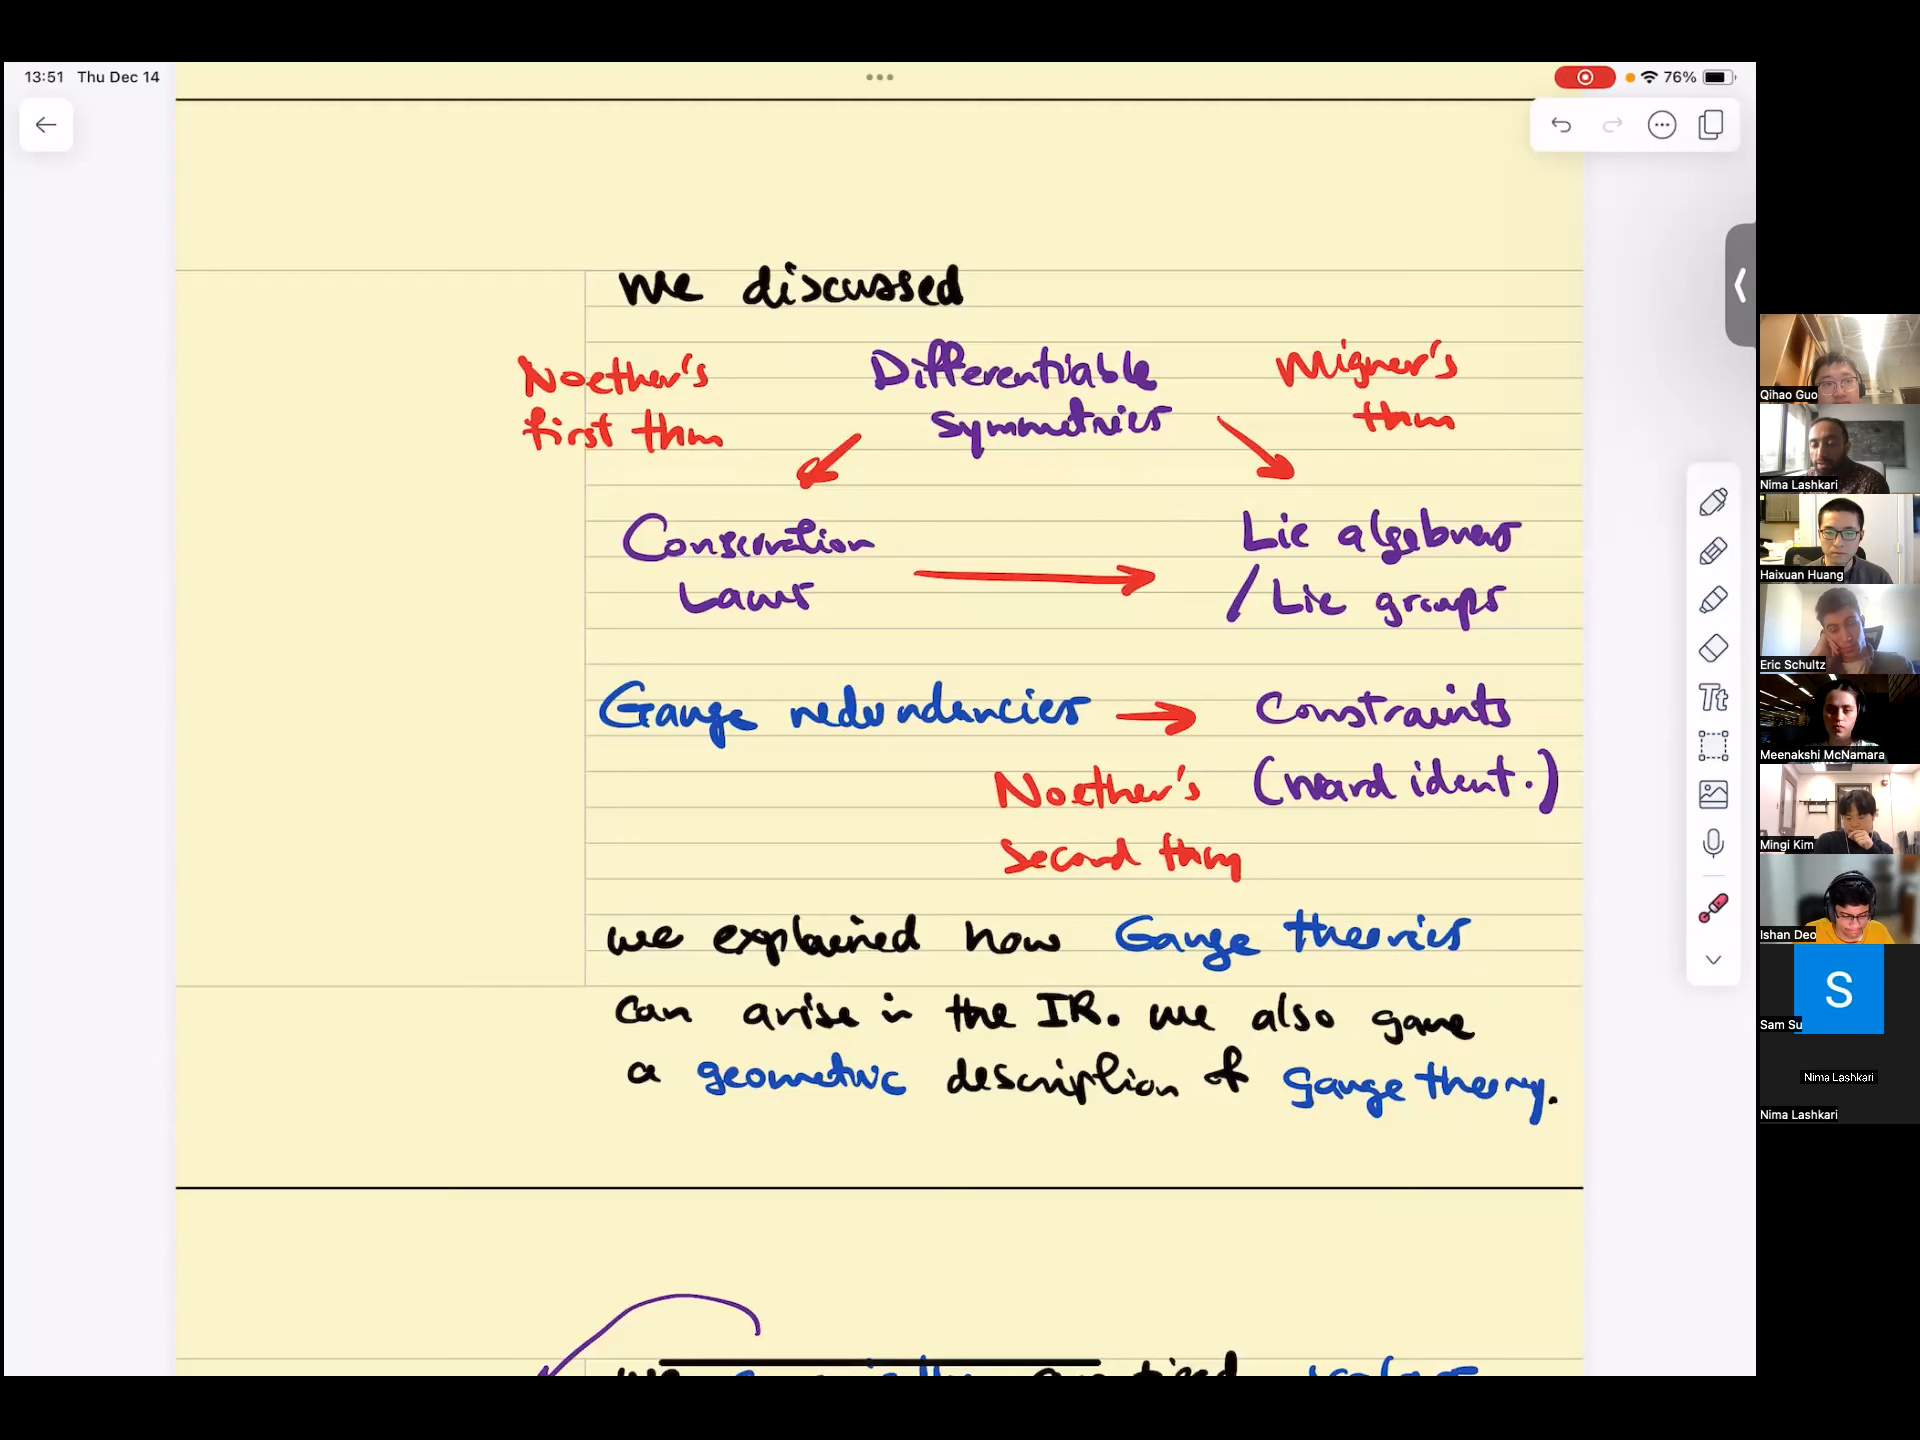 13:51 Thu Dec 14
76%
we discussed
Noether's Differentiable Wigner's
first thm symmetries thm
Conservation Lie algebras
Laws / Lie groups
Gauge redundancies Constraints
Noether's (Ward ident.)
second thm
we explained how Gauge theories
can arise in the IR. we also gave
a geometric description of gauge theory.
we
Tt
Qihao Guo
Nima Lashkari
Haixuan Huang
Eric Schultz
Meenakshi McNamara
Mingi Kim
Ishan Deo
S
Sam Su
Nima Lashkari
Nima Lashkari